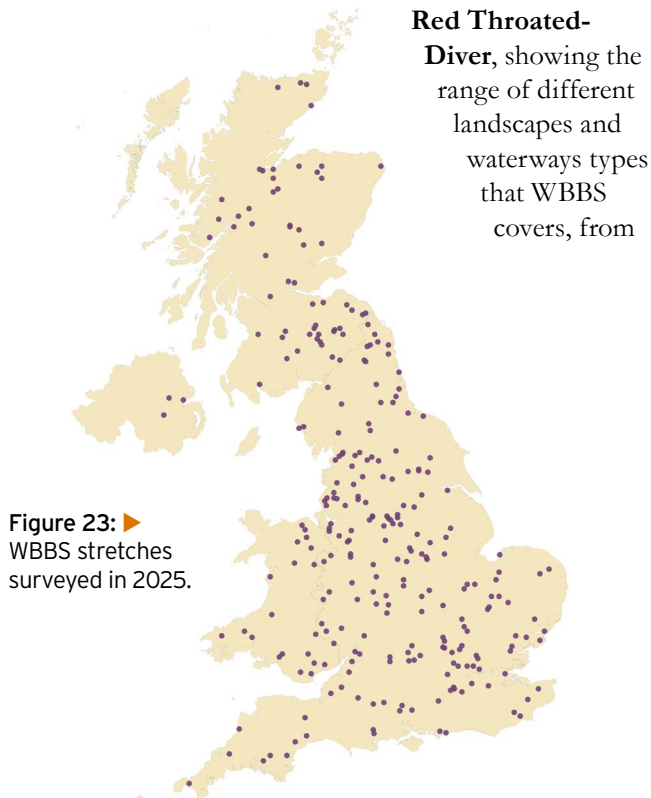 Red Throated-
Diver, showing the
range of different
landscapes and
waterways types
that WBBS
covers, from
Figure 23: ▶
WBBS stretches
surveyed in 2025.